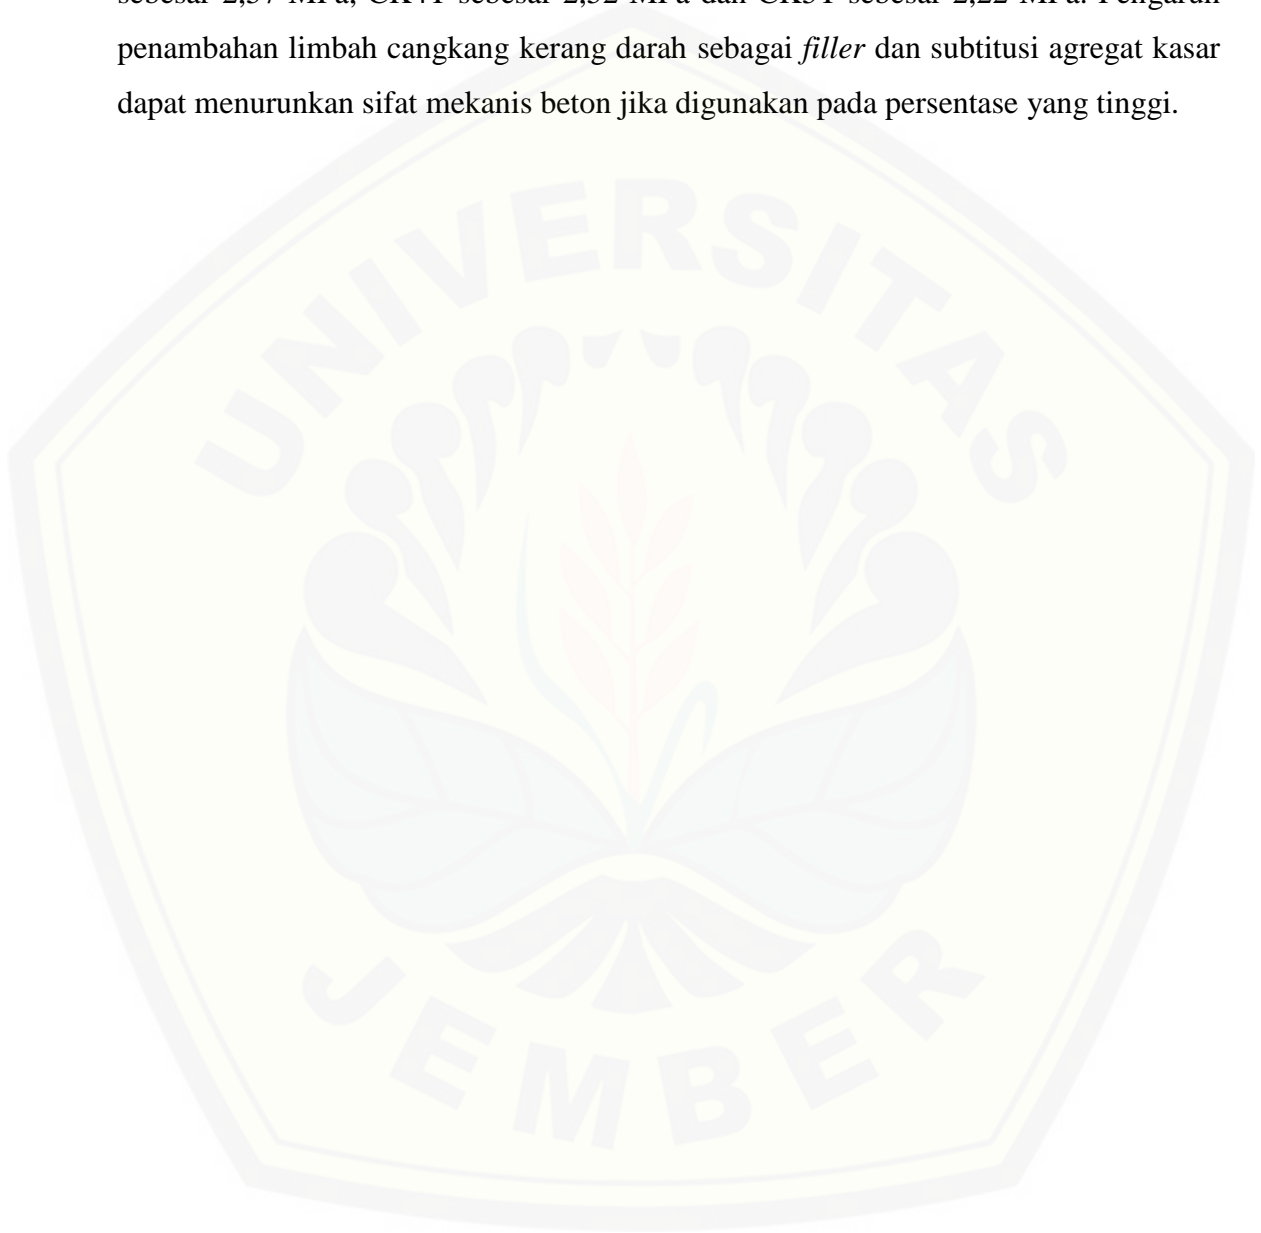 penambahan limbah cangkang kerang darah sebagai filler dan subtitusi agregat kasar
dapat menurunkan sifat mekanis beton jika digunakan pada persentase yang tinggi.
UNIVERSITAS
JEMBER